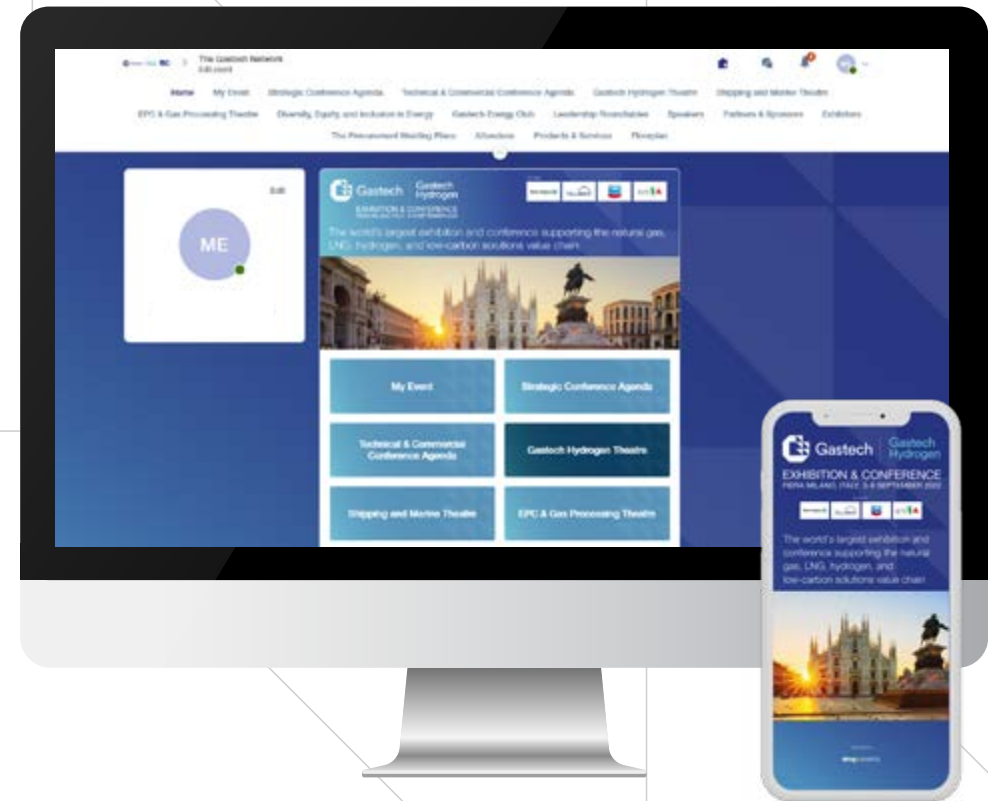 The Gastech Network
Edit event
Home My Event Strategic Conference Agenda Technical & Commercial Conference Agenda Gastech Hydrogen Theatre Shipping and Marine Theatre
EPC & Gas Processing Theatre Diversity, Equity, and Inclusion in Energy Gastech Energy Club Leadership Roundtables Speakers Partners & Sponsors Exhibitors
The Procurement Meeting Place Attendees Products & Services Floorplan
Edit
ME
Gastech Gastech Hydrogen
EXHIBITION & CONFERENCE
The world's largest exhibition and conference supporting the natural gas,
LNG, hydrogen, and low-carbon solutions value chain
My Event
Strategic Conference Agenda
Technical & Commercial
Conference Agenda
Gastech Hydrogen Theatre
Shipping and Marine Theatre
EPC & Gas Processing Theatre
Gastech Gastech Hydrogen
EXHIBITION & CONFERENCE
FIERA MILANO, ITALY, 5-8 SEPTEMBER 2022
The world's largest exhibition and
conference supporting the natural
gas, LNG, hydrogen, and
low-carbon solutions value chain